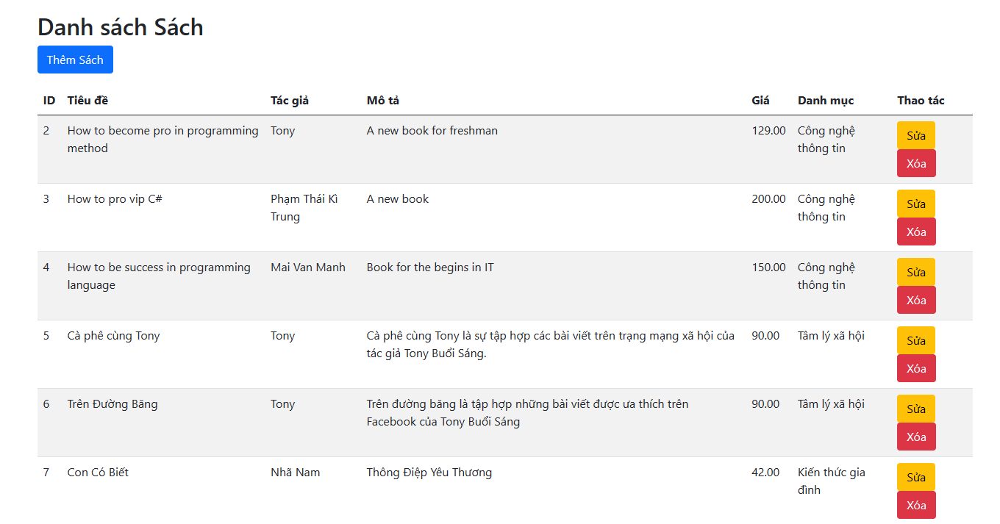 Danh sách Sách
Thêm Sách
ID Tiêu đề Tác giả Mô tả Giá Danh mục Thao tác
2 How to become pro in programming Tony A new book for freshman 129.00 Công nghệ Sửa
method thông tin
Xóa
3 How to pro vip C# Phạm Thái Kì A new book 200.00 Công nghệ Sửa
Trung thông tin
Xóa
4 How to be success in programming Mai Van Manh Book for the begins in IT 150.00 Công nghệ Sửa
language thông tin
Xóa
5 Cà phê cùng Tony Tony Cà phê cùng Tony là sự tập hợp các bài viết trên trạng mạng xã hội của 90.00 Tâm lý xã hội Sửa
tác giả Tony Buổi Sáng.
Xóa
6 Trên Đường Băng Tony Trên đường băng là tập hợp những bài viết được ưa thích trên 90.00 Tâm lý xã hội Sửa
Facebook của Tony Buổi Sáng
Xóa
7 Con Có Biết Nhã Nam Thông Điệp Yêu Thương 42.00 Kiến thức gia Sửa
đình
Xóa